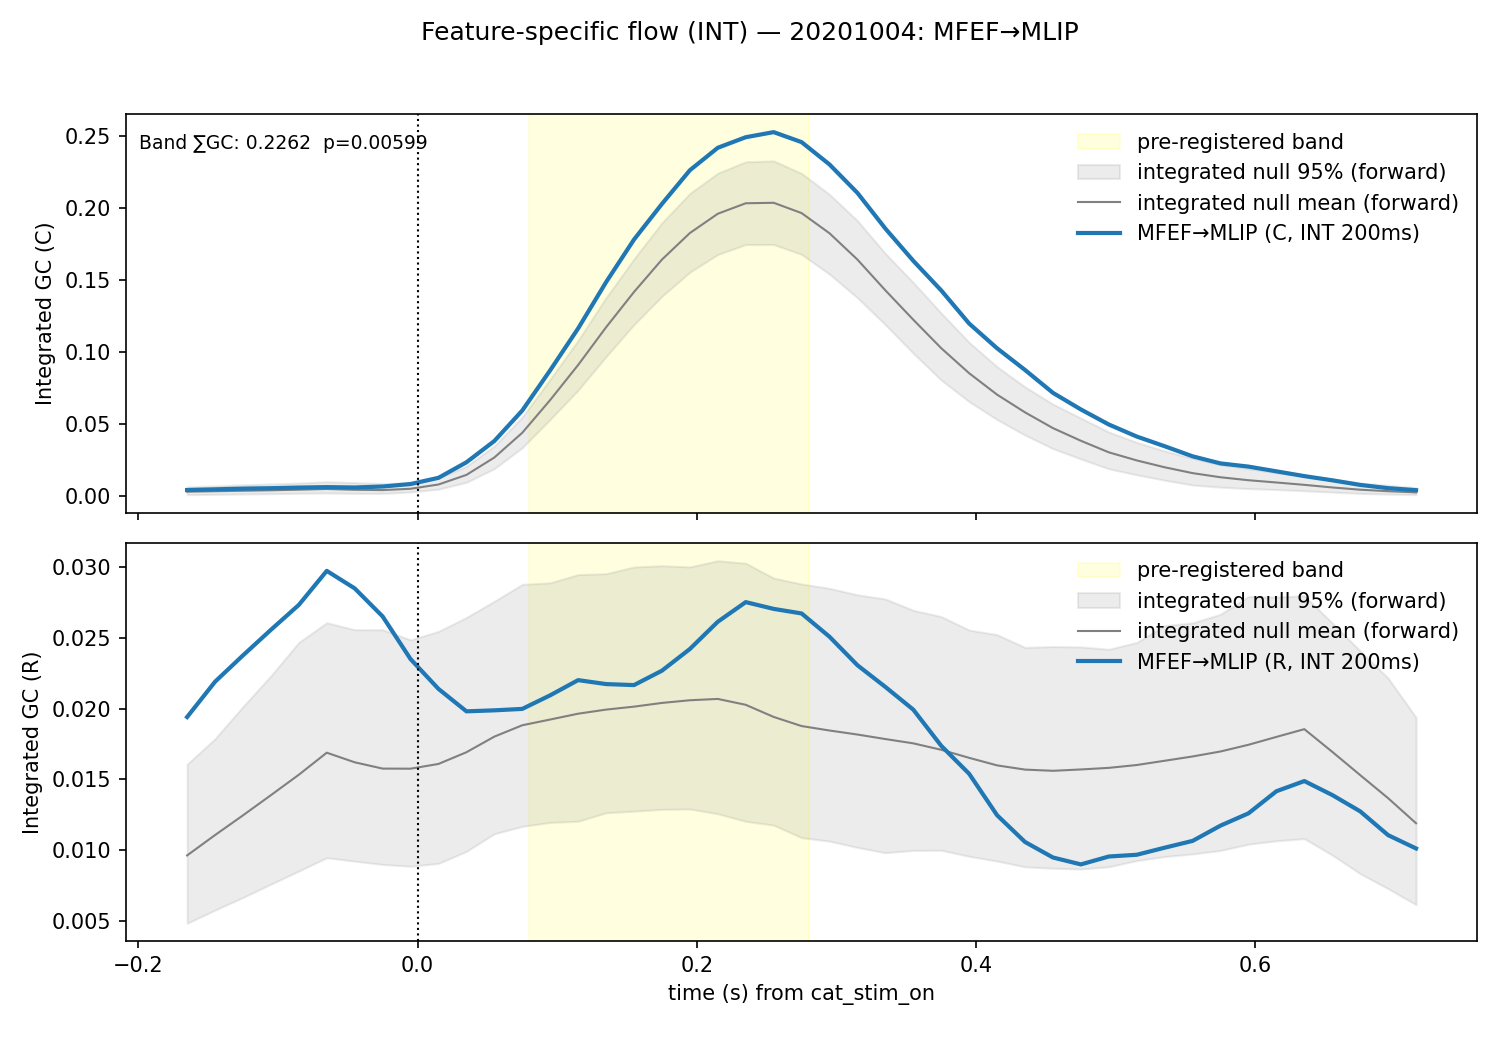 Feature-specific flow (INT) — 20201004: MFEF→MLIP
Band ∑GC: 0.2262  p=0.00599
pre-registered band
integrated null 95% (forward)
integrated null mean (forward)
MFEF→MLIP (C, INT 200ms)
Integrated GC (C)
0.25
0.20
0.15
0.10
0.05
0.00
pre-registered band
integrated null 95% (forward)
integrated null mean (forward)
MFEF→MLIP (R, INT 200ms)
Integrated GC (R)
0.030
0.025
0.020
0.015
0.010
0.005
−0.2 0.0 0.2 0.4 0.6
time (s) from cat_stim_on